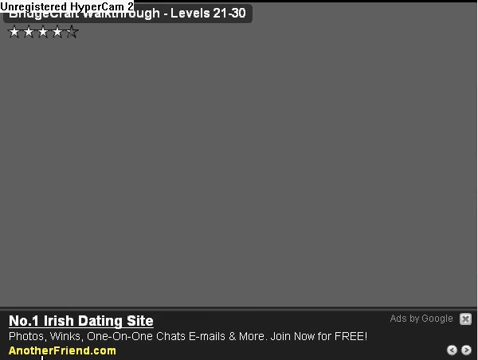 Unregistered HyperCam 2
BridgeCraft Walkthrough - Levels 21-30
Ads by Google
No.1 Irish Dating Site
Photos, Winks, One-On-One Chats E-mails & More. Join Now for FREE!
AnotherFriend.com